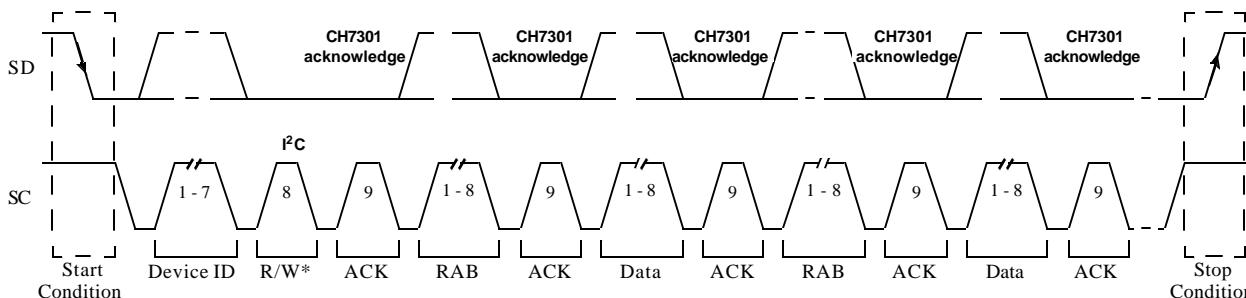 CH7301 CH7301 CH7301 CH7301 CH7301
acknowledge acknowledge acknowledge acknowledge acknowledge
SD
I²C
SC
1 - 7 8 9 1 - 8 9 1 - 8 9 1 - 8 9 1 - 8 9
Start Device ID R/W* ACK RAB ACK Data ACK RAB ACK Data ACK Stop
Condition Condition